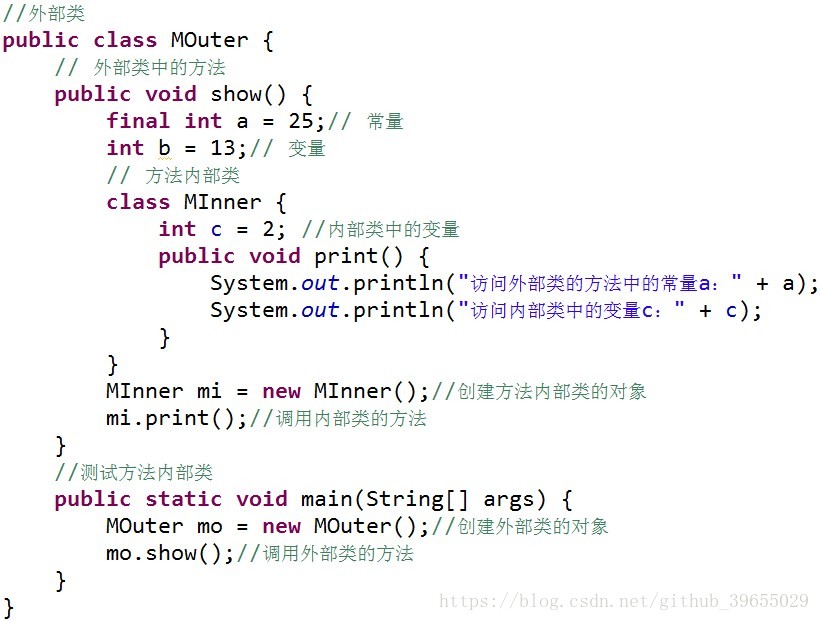 //外部类
public class MOuter {
    // 外部类中的方法
    public void show() {
        final int a = 25;// 常量
        int b = 13;// 变量
        // 方法内部类
        class MInner {
            int c = 2; //内部类中的变量
            public void print() {
                System.out.println("访问外部类的方法中的常量a：" + a);
                System.out.println("访问内部类中的变量c：" + c);
            }
        }
        MInner mi = new MInner();//创建方法内部类的对象
        mi.print();//调用内部类的方法
    }
    //测试方法内部类
    public static void main(String[] args) {
        MOuter mo = new MOuter();//创建外部类的对象
        mo.show();//调用外部类的方法
    }
}
https://blog.csdn.net/github_39655029